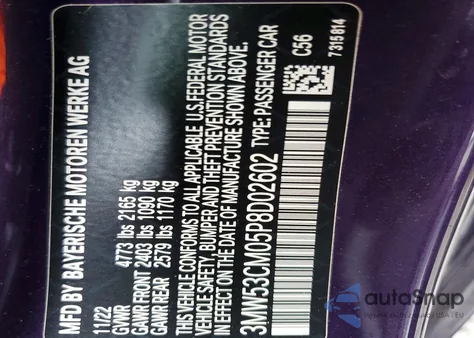 MFD BY BAYERISCHE MOTOREN WERKE AG
11/22
GVWR 4773 lbs 2165 kg
GAWR FRONT 2403 lbs 1090 kg
GAWR REAR 2579 lbs 1170 kg
THIS VEHICLE CONFORMS TO ALL APPLICABLE U.S. FEDERAL MOTOR
VEHICLE SAFETY, BUMPER AND THEFT PREVENTION STANDARDS
IN EFFECT ON THE DATE OF MANUFACTURE SHOWN ABOVE.
3MW53CM05P8D02602 TYPE: PASSENGER CAR
C56
7315814
autoSnap